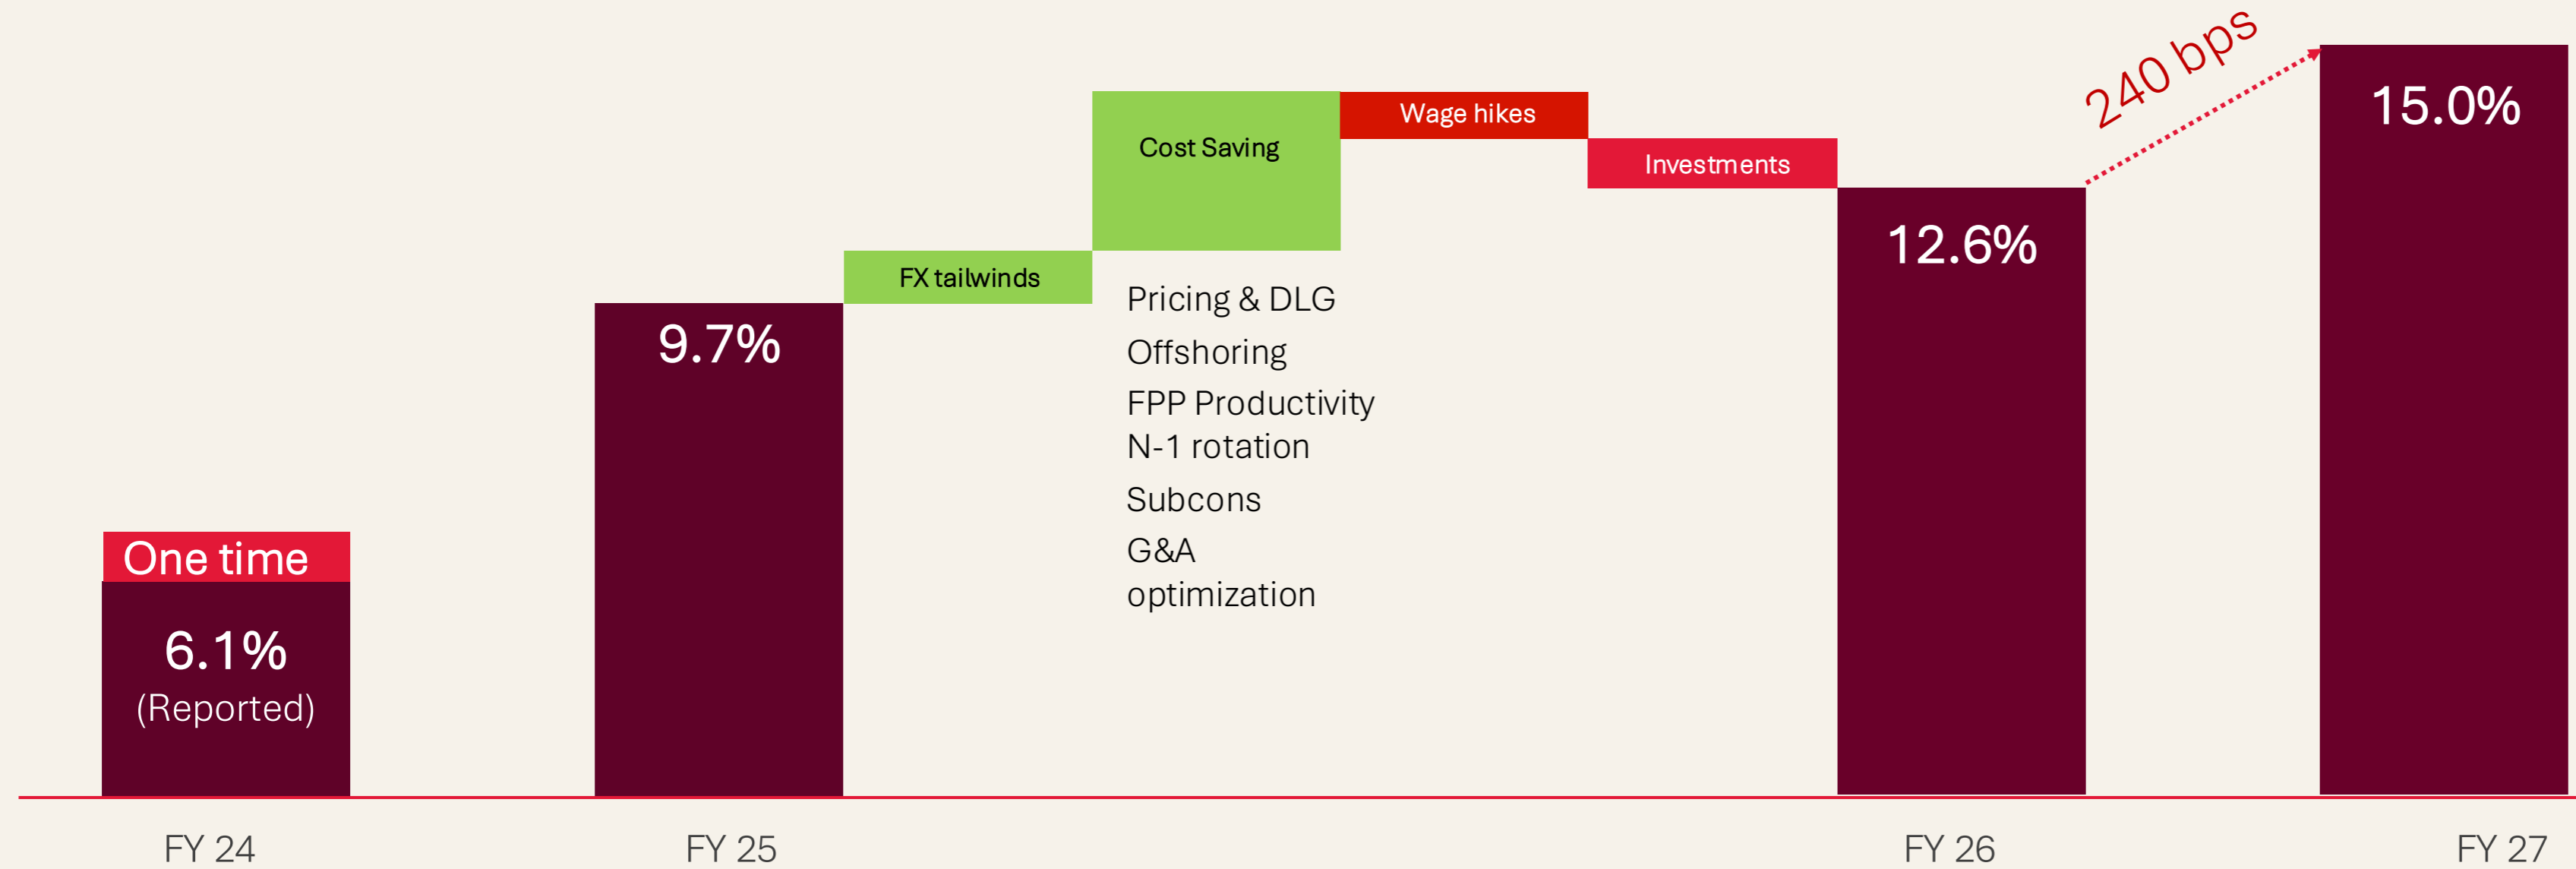 240 bps
15.0%
Wage hikes
Cost Saving
Investments
12.6%
FX tailwinds
Pricing & DLG
9.7%
Offshoring
FPP Productivity
N-1 rotation
Subcons
G&A
optimization
One time
6.1%
(Reported)
FY 24
FY 25
FY 26
FY 27